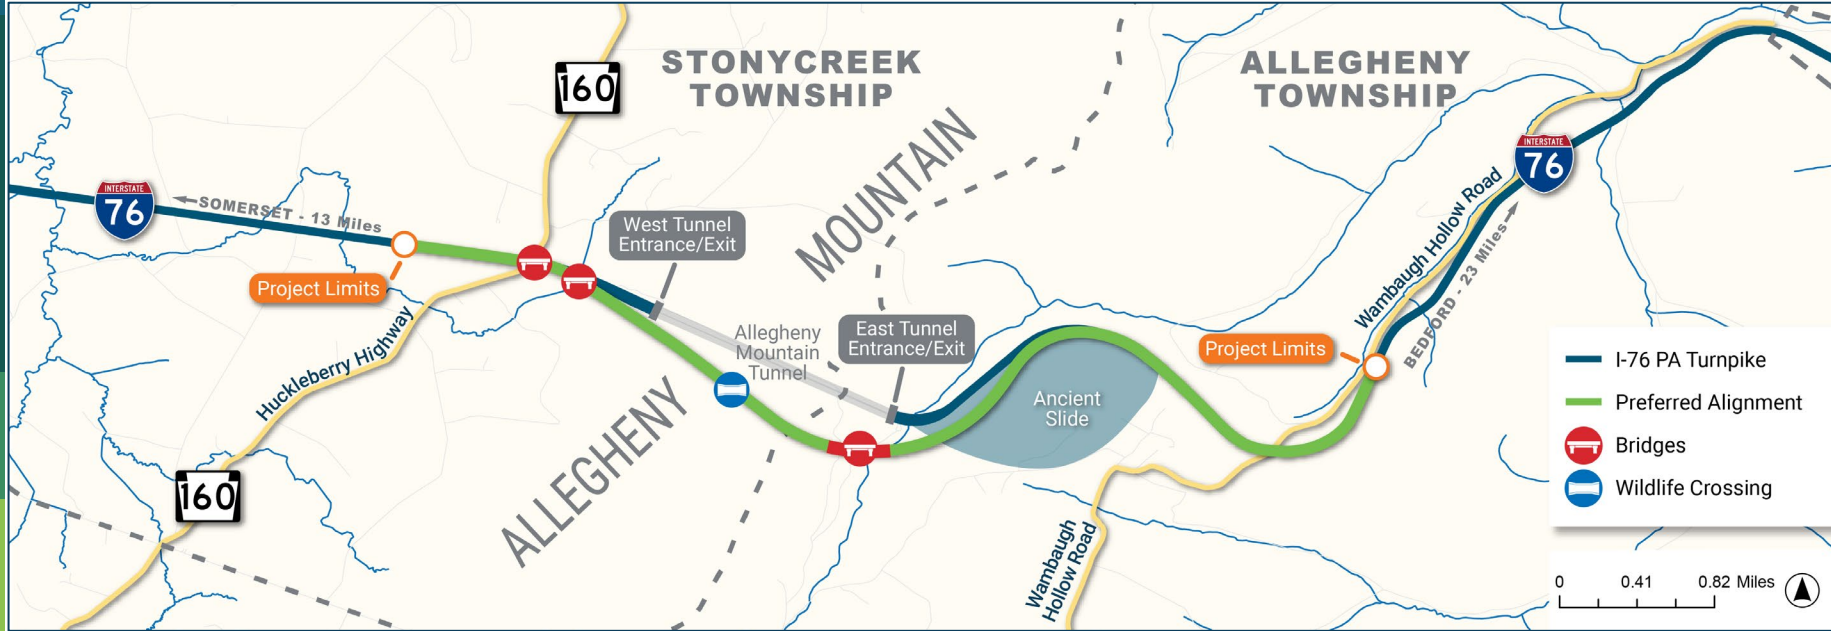 STONYCREEK
TOWNSHIP
ALLEGHENY
TOWNSHIP
160
MOUNTAIN
INTERSTATE
76
INTERSTATE
76
SOMERSET - 13 Miles
West Tunnel
Entrance/Exit
Project Limits
Wambaugh Hollow Road
BEDFORD - 23 Miles
Huckleberry Highway
Allegheny
Mountain
Tunnel
East Tunnel
Entrance/Exit
Project Limits
Ancient
Slide
ALLEGHENY
160
Wambaugh
Hollow Road
I-76 PA Turnpike
Preferred Alignment
Bridges
Wildlife Crossing
0 0.41 0.82 Miles